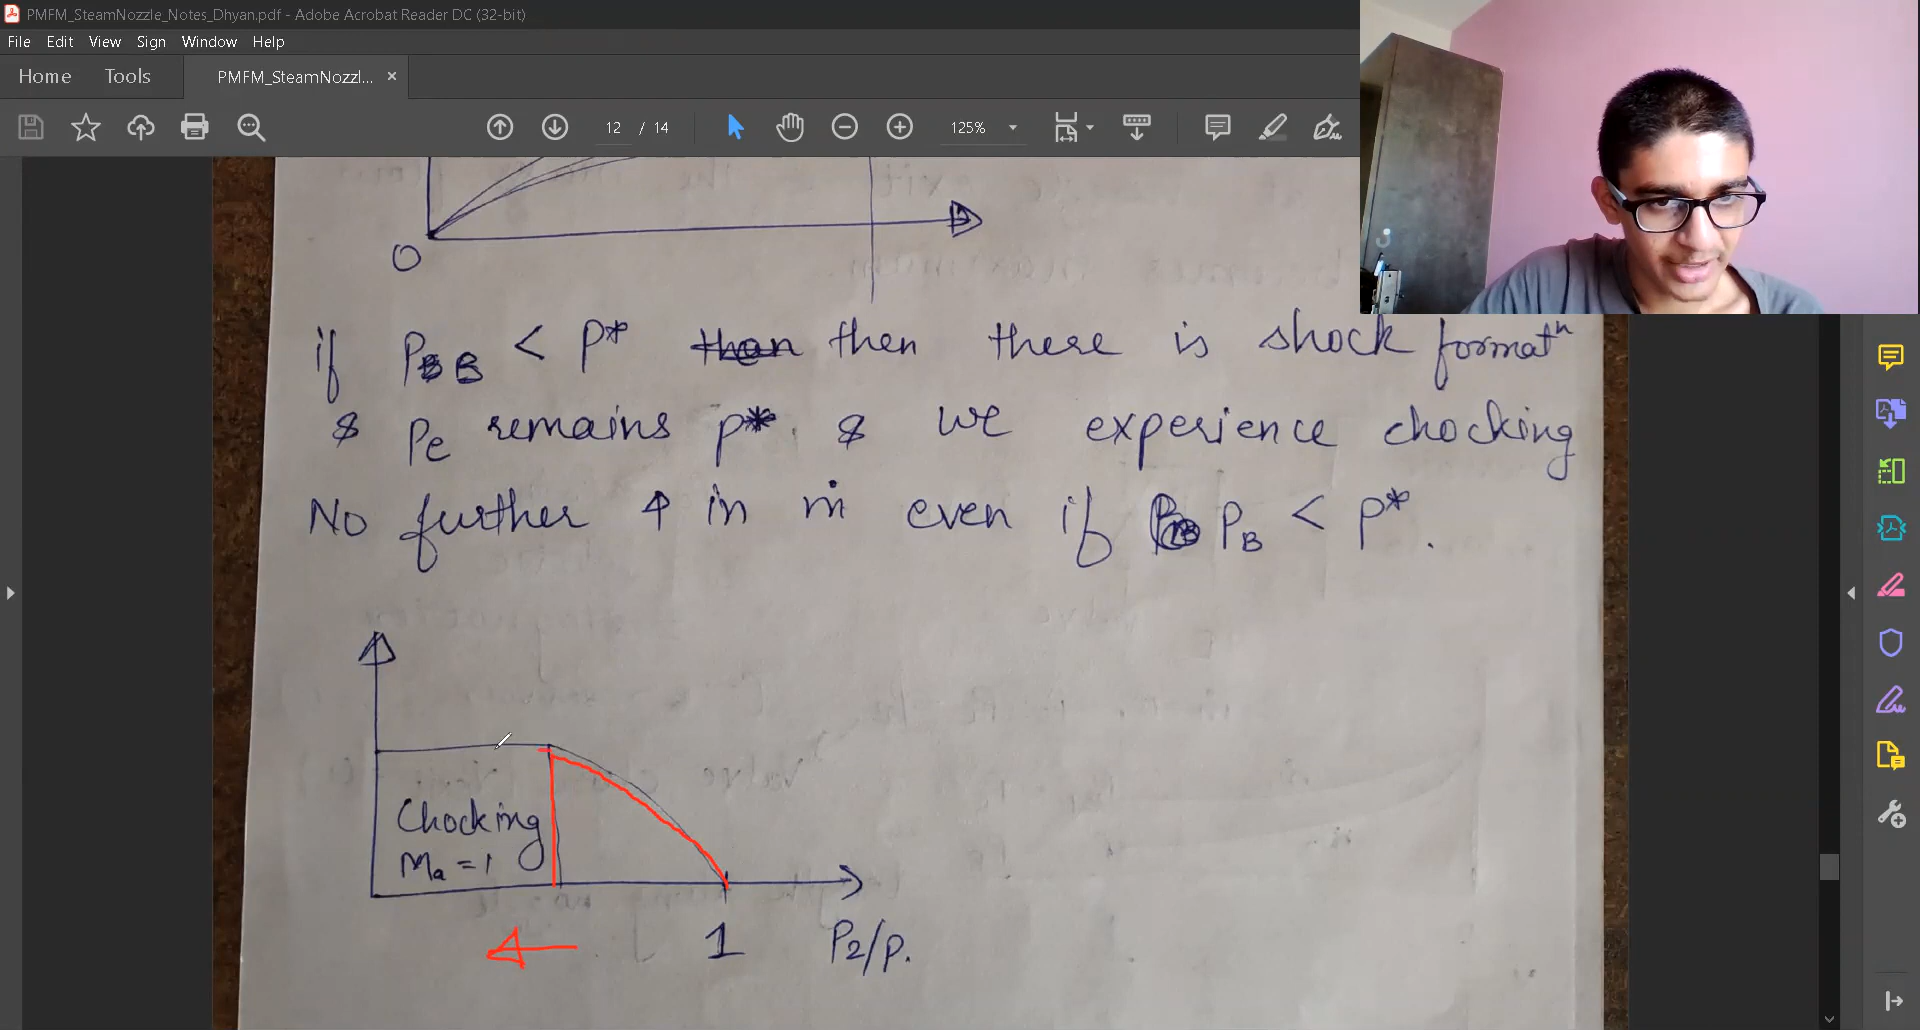 PMFM_SteamNozzle_Notes_Dhyan.pdf - Adobe Acrobat Reader DC (32-bit)
File Edit View Sign Window Help
Home Tools PMFM_SteamNozzl... ×
12 / 14 125%
O
if PB < P* then there is shock formatⁿ
& Pe remains P* & we experience chocking
No further ↑ in ṁ even if PB < P*.
Chocking
Ma = 1
1 P2/P1